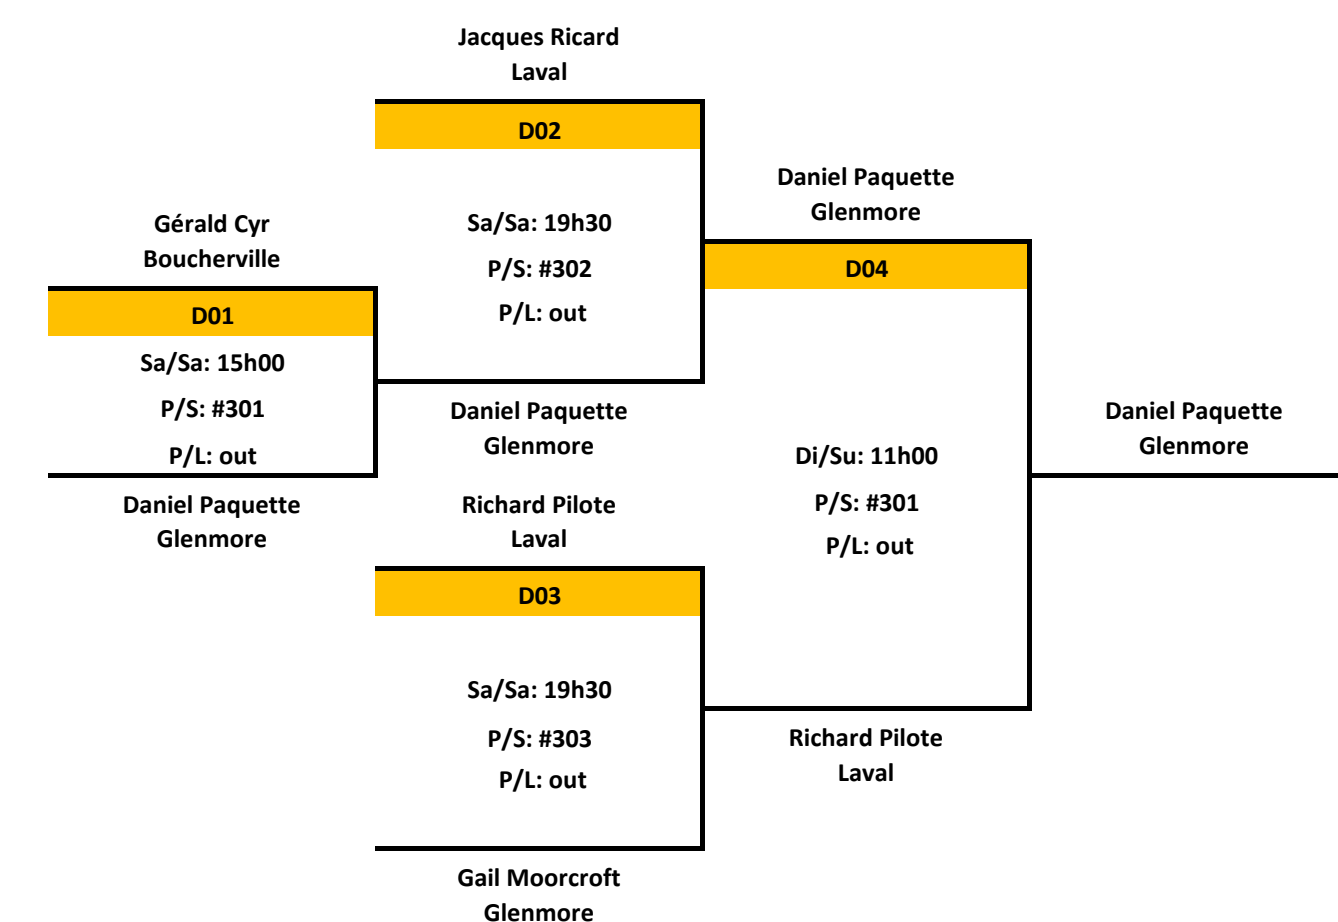 Jacques Ricard
Laval
D02
Sa/Sa: 19h30
P/S: #302
P/L: out
Daniel Paquette
Glenmore
D04
Gérald Cyr
Boucherville
D01
Sa/Sa: 15h00
P/S: #301
P/L: out
Daniel Paquette
Glenmore
Daniel Paquette
Glenmore
Di/Su: 11h00
P/S: #301
P/L: out
Daniel Paquette
Glenmore
Richard Pilote
Laval
D03
Sa/Sa: 19h30
P/S: #303
P/L: out
Richard Pilote
Laval
Gail Moorcroft
Glenmore